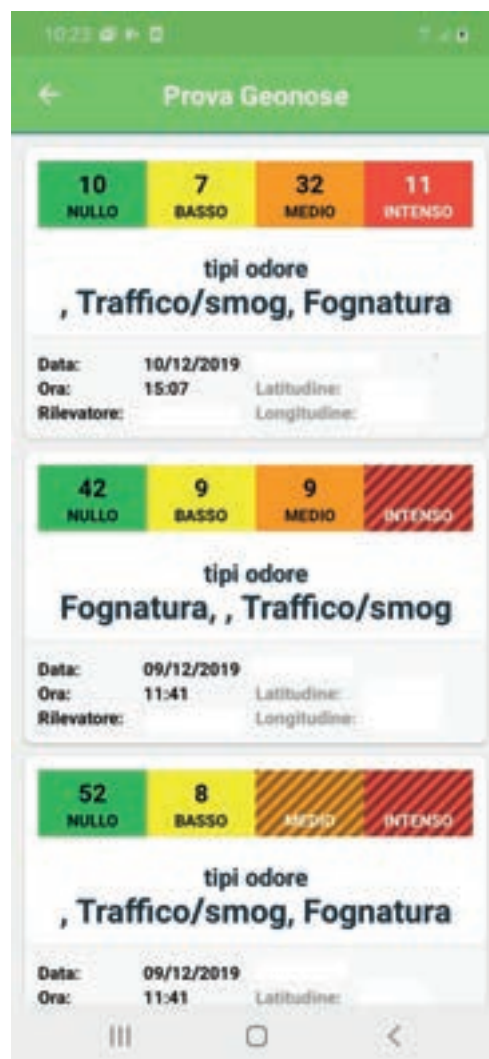 10:23
Prova Geonose
10 7 32 11
NULLO BASSO MEDIO INTENSO
tipi odore
, Traffico/smog, Fognatura
Data: 10/12/2019
Ora: 15:07 Latitudine:
Rilevatore: Longitudine:
42 9 9
NULLO BASSO MEDIO INTENSO
tipi odore
Fognatura, , Traffico/smog
Data: 09/12/2019
Ora: 11:41 Latitudine:
Rilevatore: Longitudine:
52 8
NULLO BASSO MEDIO INTENSO
tipi odore
, Traffico/smog, Fognatura
Data: 09/12/2019
Ora: 11:41 Latitudine: